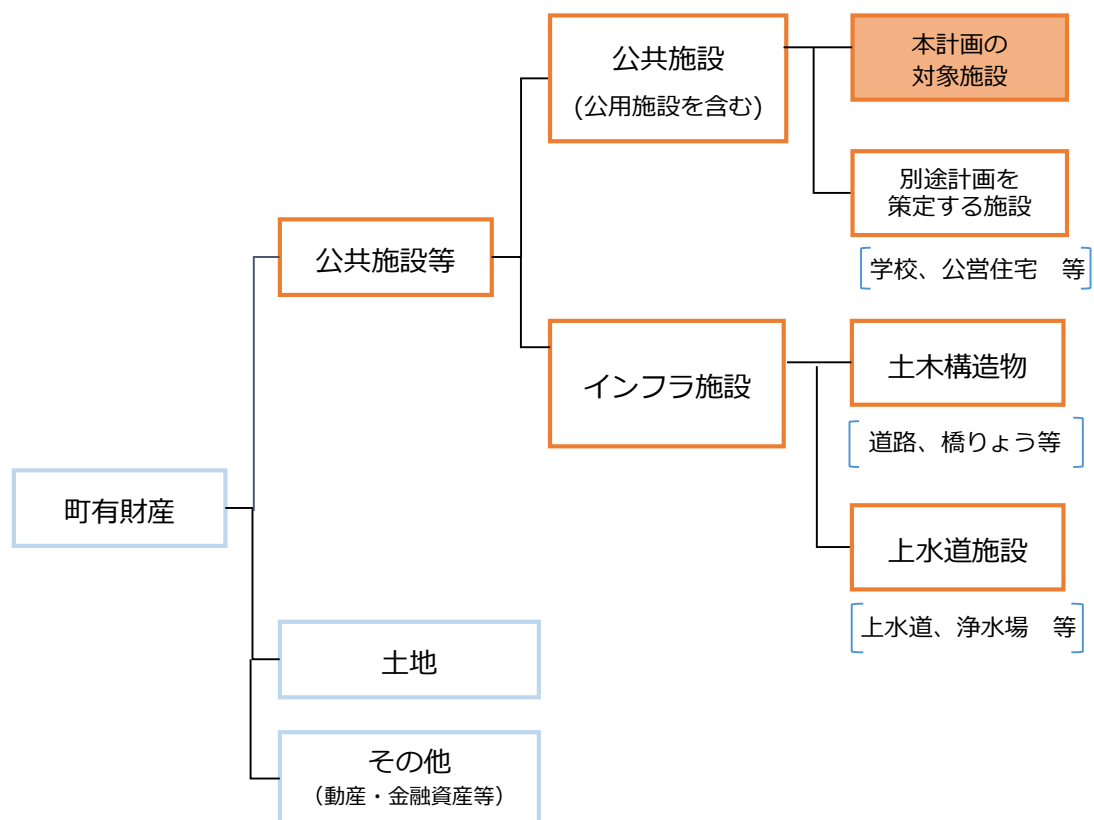 公共施設
(公用施設を含む)
本計画の
対象施設
別途計画を
策定する施設
学校、公営住宅　等
公共施設等
インフラ施設
土木構造物
道路、橋りょう等
町有財産
上水道施設
上水道、浄水場　等
土地
その他
（動産・金融資産等）